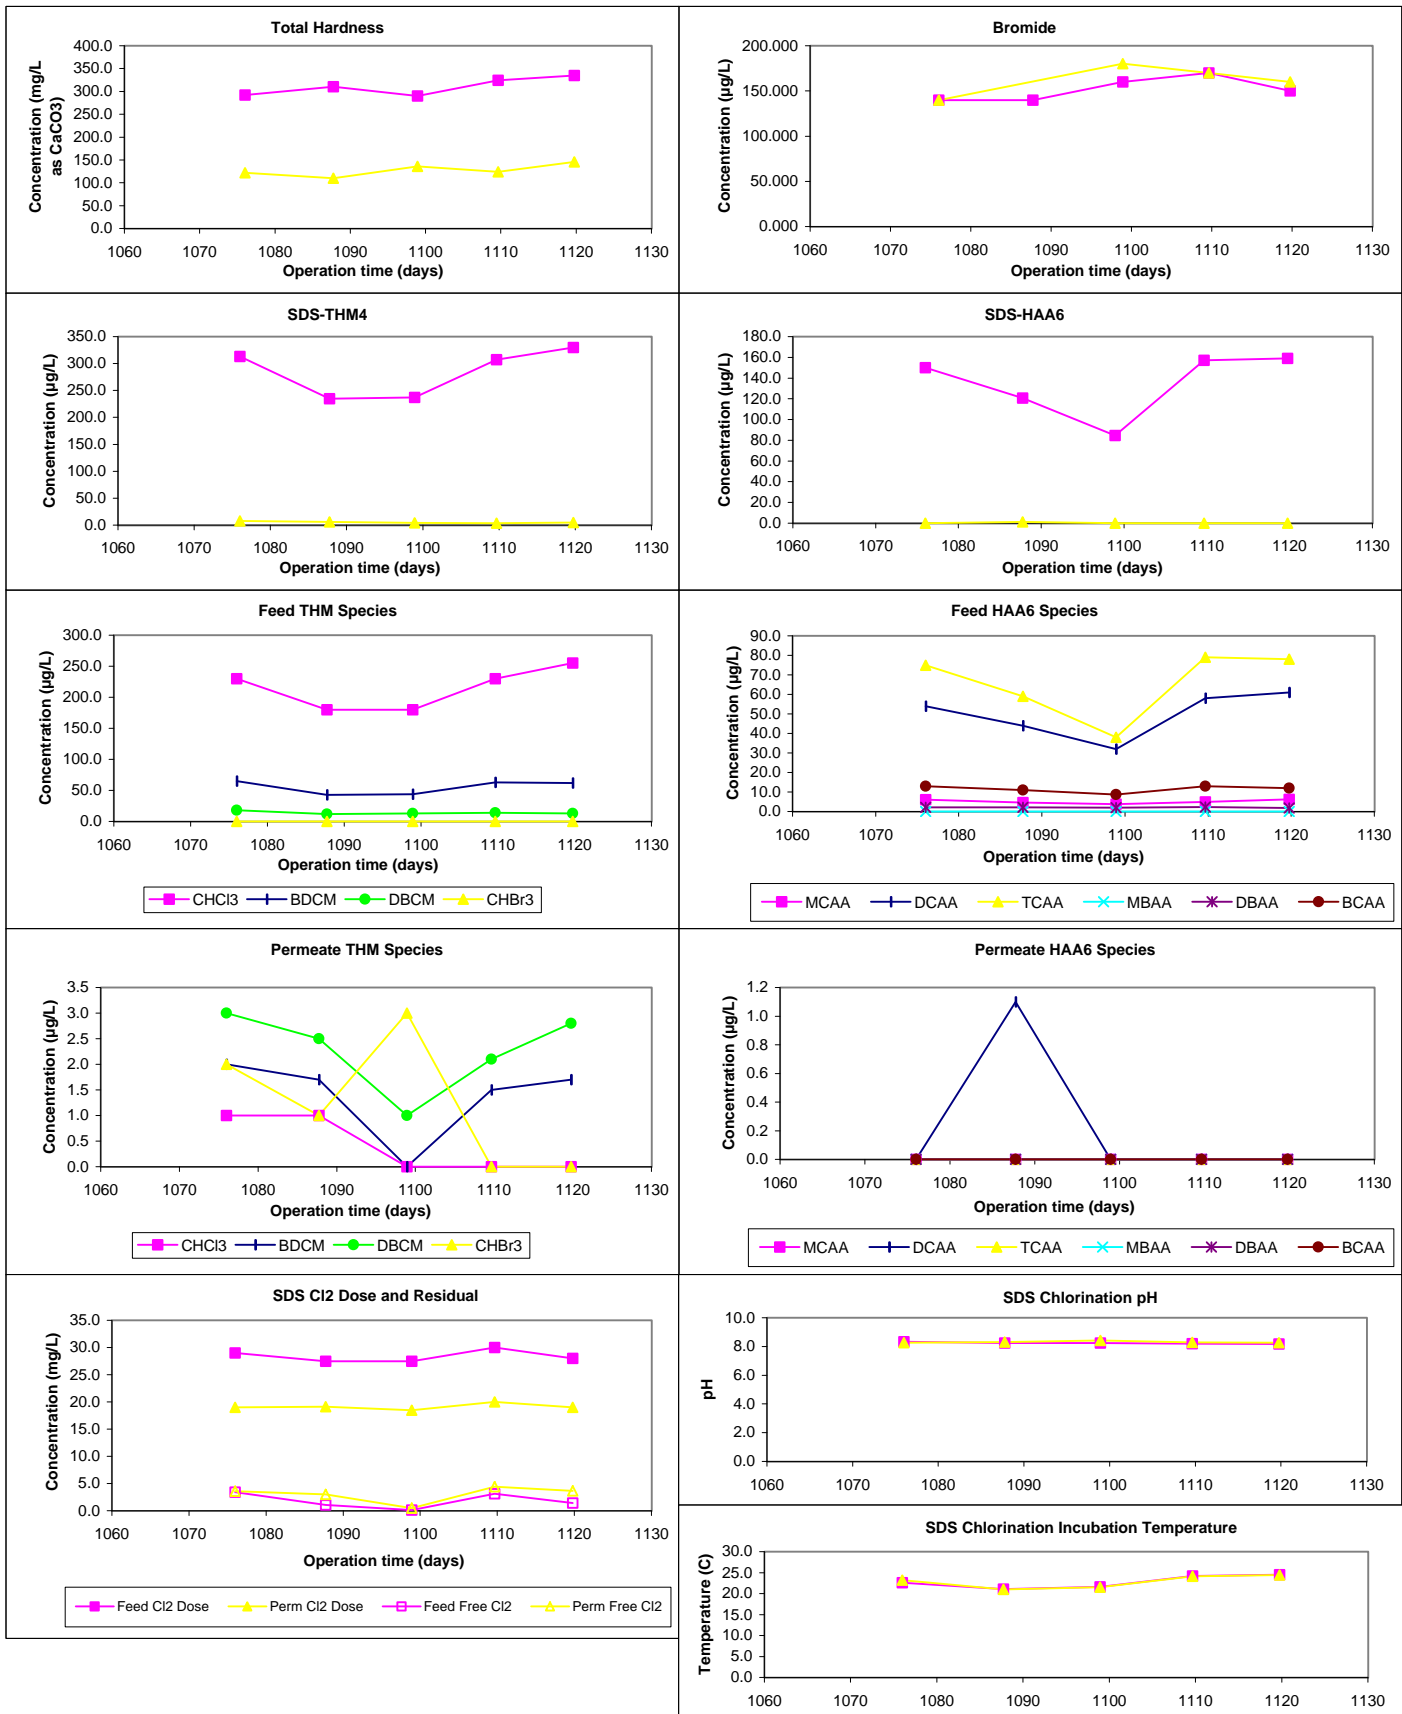 Total Hardness
Concentration (mg/L
as CaCO3)
400.0
350.0
300.0
250.0
200.0
150.0
100.0
50.0
0.0
1060 1070 1080 1090 1100 1110 1120 1130
Operation time (days)
Bromide
Concentration (µg/L)
200.000
150.000
100.000
50.000
0.000
1060 1070 1080 1090 1100 1110 1120 1130
Operation time (days)
SDS-THM4
Concentration (µg/L)
350.0
300.0
250.0
200.0
150.0
100.0
50.0
0.0
1060 1070 1080 1090 1100 1110 1120 1130
Operation time (days)
SDS-HAA6
Concentration (µg/L)
180.0
160.0
140.0
120.0
100.0
80.0
60.0
40.0
20.0
0.0
1060 1070 1080 1090 1100 1110 1120 1130
Operation time (days)
Feed THM Species
Concentration (µg/L)
300.0
250.0
200.0
150.0
100.0
50.0
0.0
1060 1070 1080 1090 1100 1110 1120 1130
Operation time (days)
CHCl3 BDCM DBCM CHBr3
Feed HAA6 Species
Concentration (µg/L)
90.0
80.0
70.0
60.0
50.0
40.0
30.0
20.0
10.0
0.0
1060 1070 1080 1090 1100 1110 1120 1130
Operation time (days)
MCAA DCAA TCAA MBAA DBAA BCAA
Permeate THM Species
Concentration (µg/L)
3.5
3.0
2.5
2.0
1.5
1.0
0.5
0.0
1060 1070 1080 1090 1100 1110 1120 1130
Operation time (days)
CHCl3 BDCM DBCM CHBr3
Permeate HAA6 Species
Concentration (µg/L)
1.2
1.0
0.8
0.6
0.4
0.2
0.0
1060 1070 1080 1090 1100 1110 1120 1130
Operation time (days)
MCAA DCAA TCAA MBAA DBAA BCAA
SDS Cl2 Dose and Residual
Concentration (mg/L)
35.0
30.0
25.0
20.0
15.0
10.0
5.0
0.0
1060 1070 1080 1090 1100 1110 1120 1130
Operation time (days)
Feed Cl2 Dose Perm Cl2 Dose Feed Free Cl2 Perm Free Cl2
SDS Chlorination pH
pH
10.0
8.0
6.0
4.0
2.0
0.0
1060 1070 1080 1090 1100 1110 1120 1130
SDS Chlorination Incubation Temperature
Temperature (C)
30.0
25.0
20.0
15.0
10.0
5.0
0.0
1060 1070 1080 1090 1100 1110 1120 1130